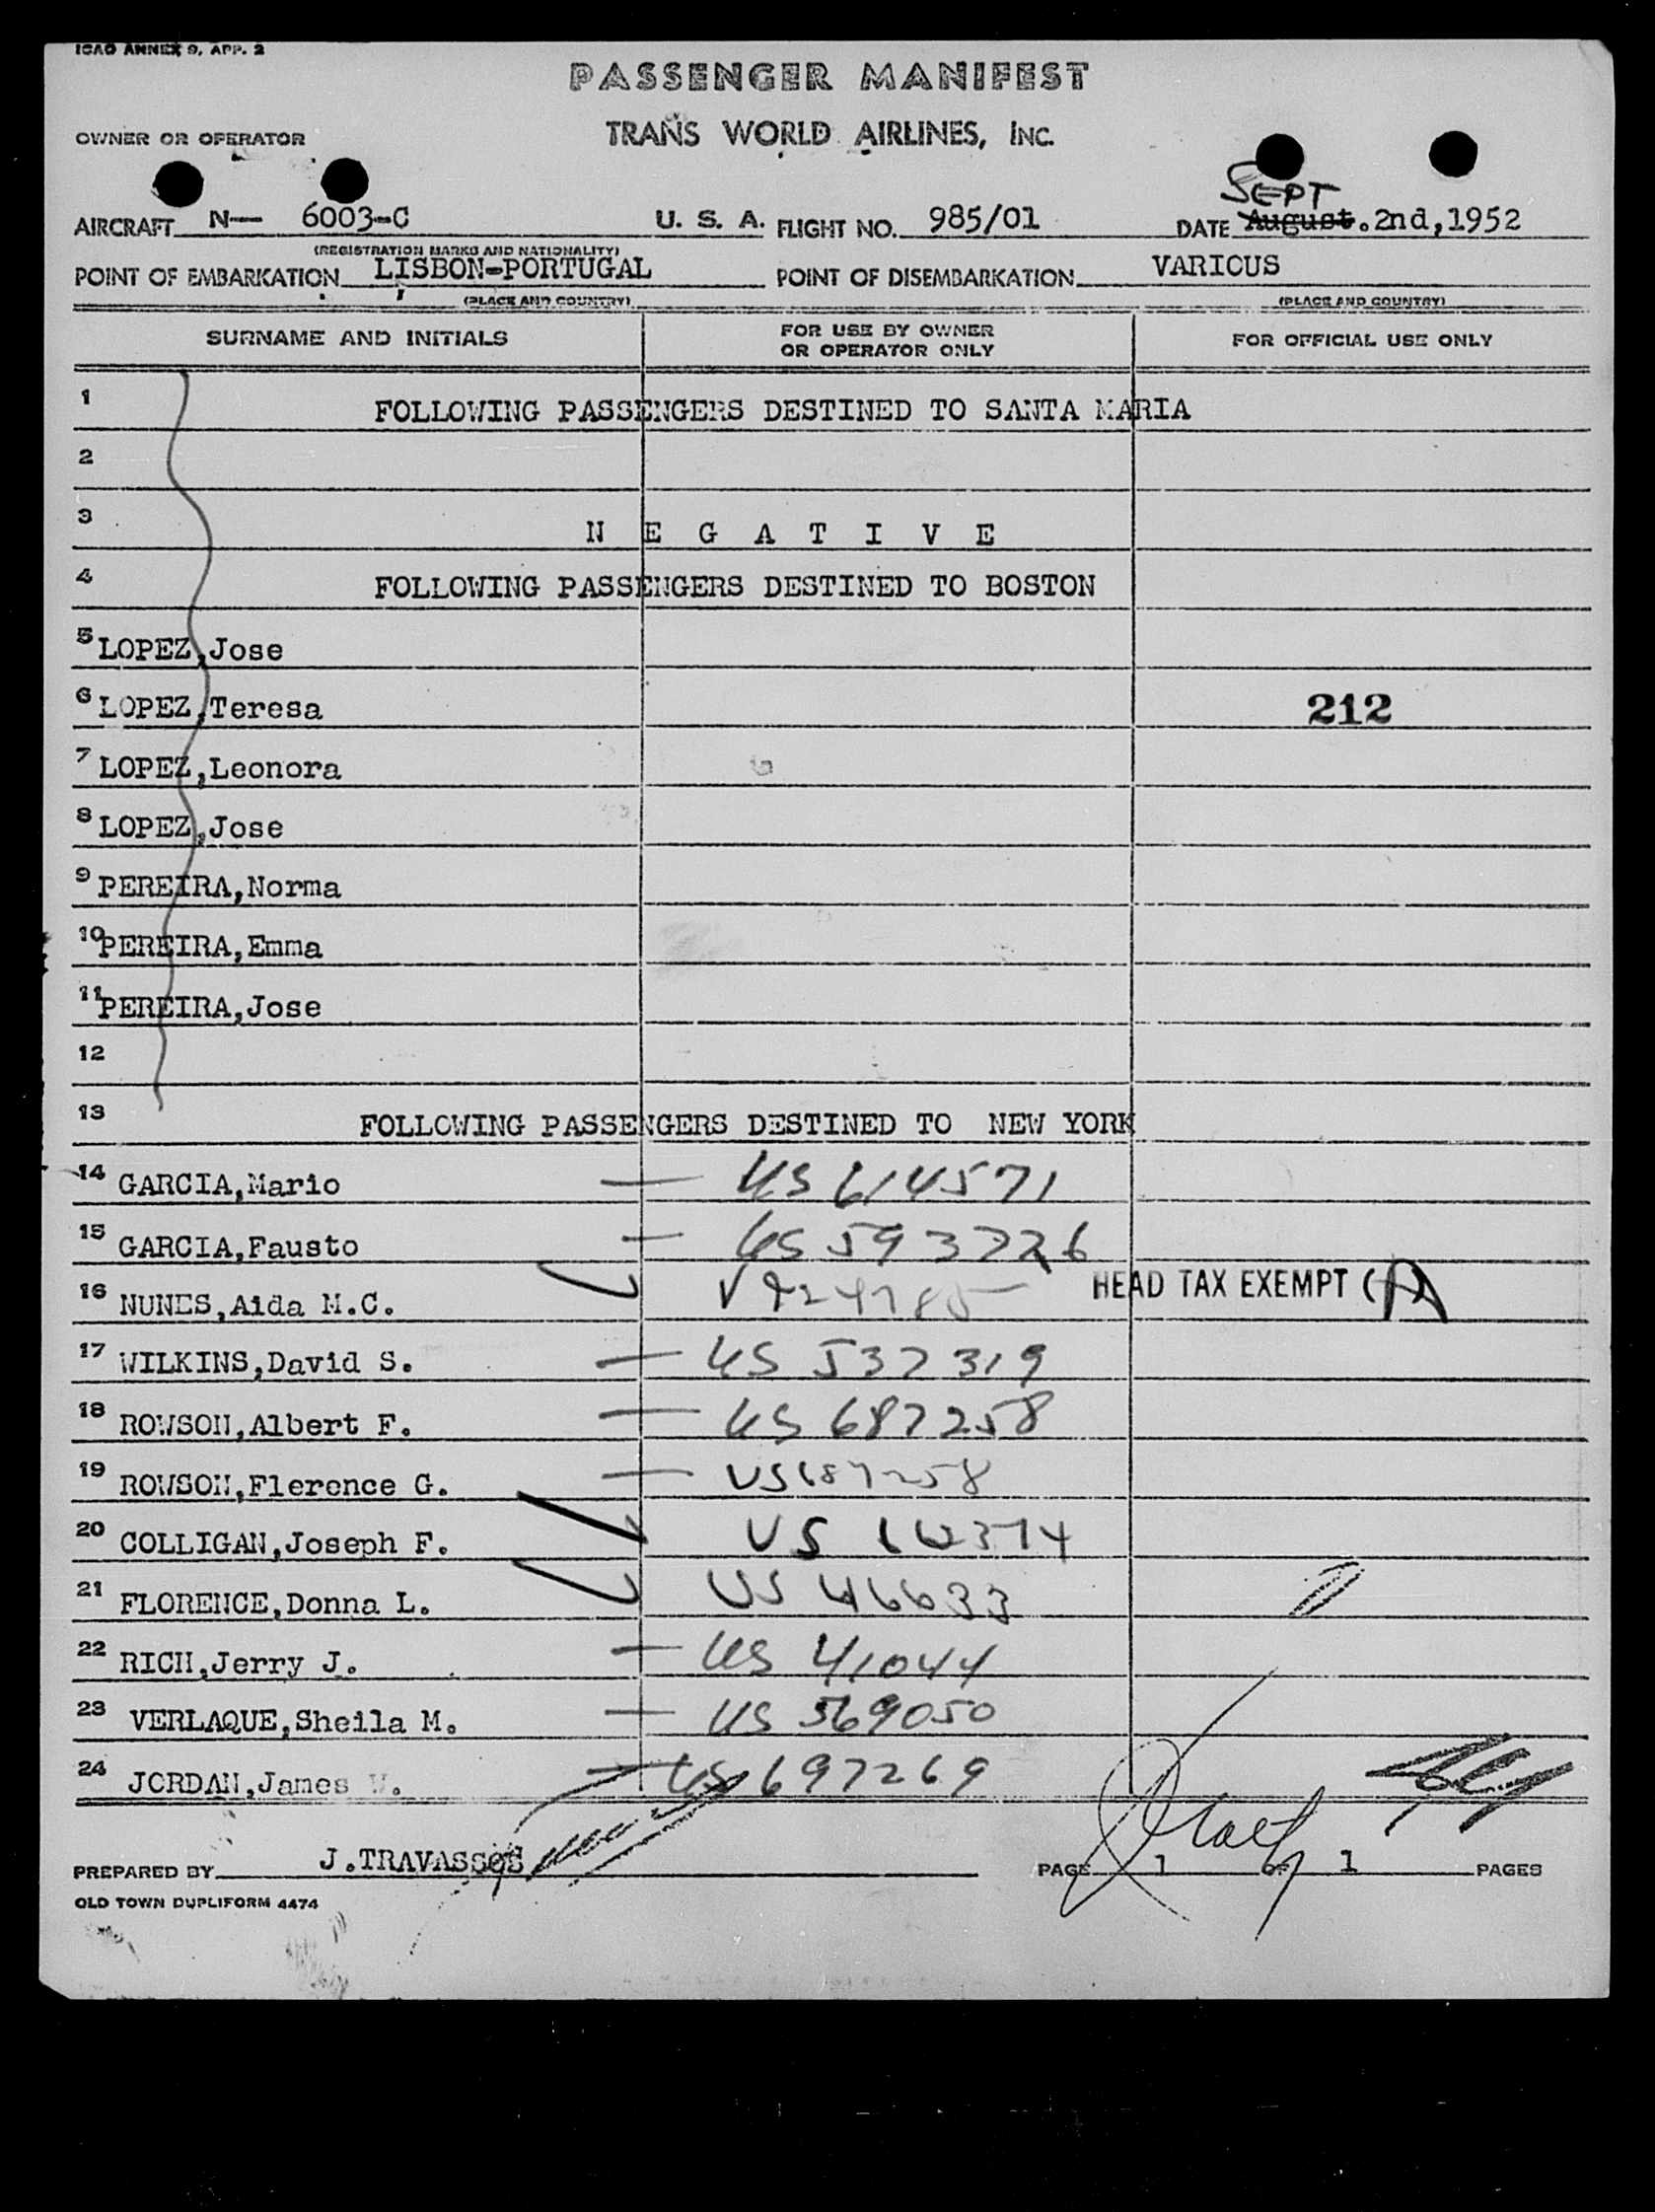 ICAO ANNEX 9, APP. 2
PASSENGER MANIFEST
OWNER OR OPERATOR TRANS WORLD AIRLINES, INC.
SEPT
AIRCRAFT N— 6003-C U. S. A. FLIGHT NO. 985/01 DATE August. 2nd, 1952
(REGISTRATION MARKS AND NATIONALITY)
POINT OF EMBARKATION LISBON-PORTUGAL POINT OF DISEMBARKATION VARIOUS
(PLACE AND COUNTRY) (PLACE AND COUNTRY)
SURNAME AND INITIALS FOR USE BY OWNER OR OPERATOR ONLY FOR OFFICIAL USE ONLY
1 FOLLOWING PASSENGERS DESTINED TO SANTA MARIA
2
3 N E G A T I V E
4 FOLLOWING PASSENGERS DESTINED TO BOSTON
5 LOPEZ,Jose
6 LOPEZ,Teresa 212
7 LOPEZ,Leonora
8 LOPEZ,Jose
9 PEREIRA,Norma
10 PEREIRA,Emma
11 PEREIRA,Jose
12
13 FOLLOWING PASSENGERS DESTINED TO NEW YORK
14 GARCIA,Mario — US 614571
15 GARCIA,Fausto — US
16 NUNES,Aida M.C. HEAD TAX EXEMPT (A)
17 WILKINS,David S. — US 537319
18 ROWSON,Albert F. — US 687258
19 ROWSON,Florence G. — US 687258
20 COLLIGAN,Joseph F. US
21 FLORENCE,Donna L. US 46633
22 RICH,Jerry J. — US 41044
23 VERLAQUE,Sheila M. — US 569050
24 JORDAN,James W. — US 697269
PREPARED BY J.TRAVASSOS PAGE 1 OF 1 PAGES
OLD TOWN DUPLIFORM 4474